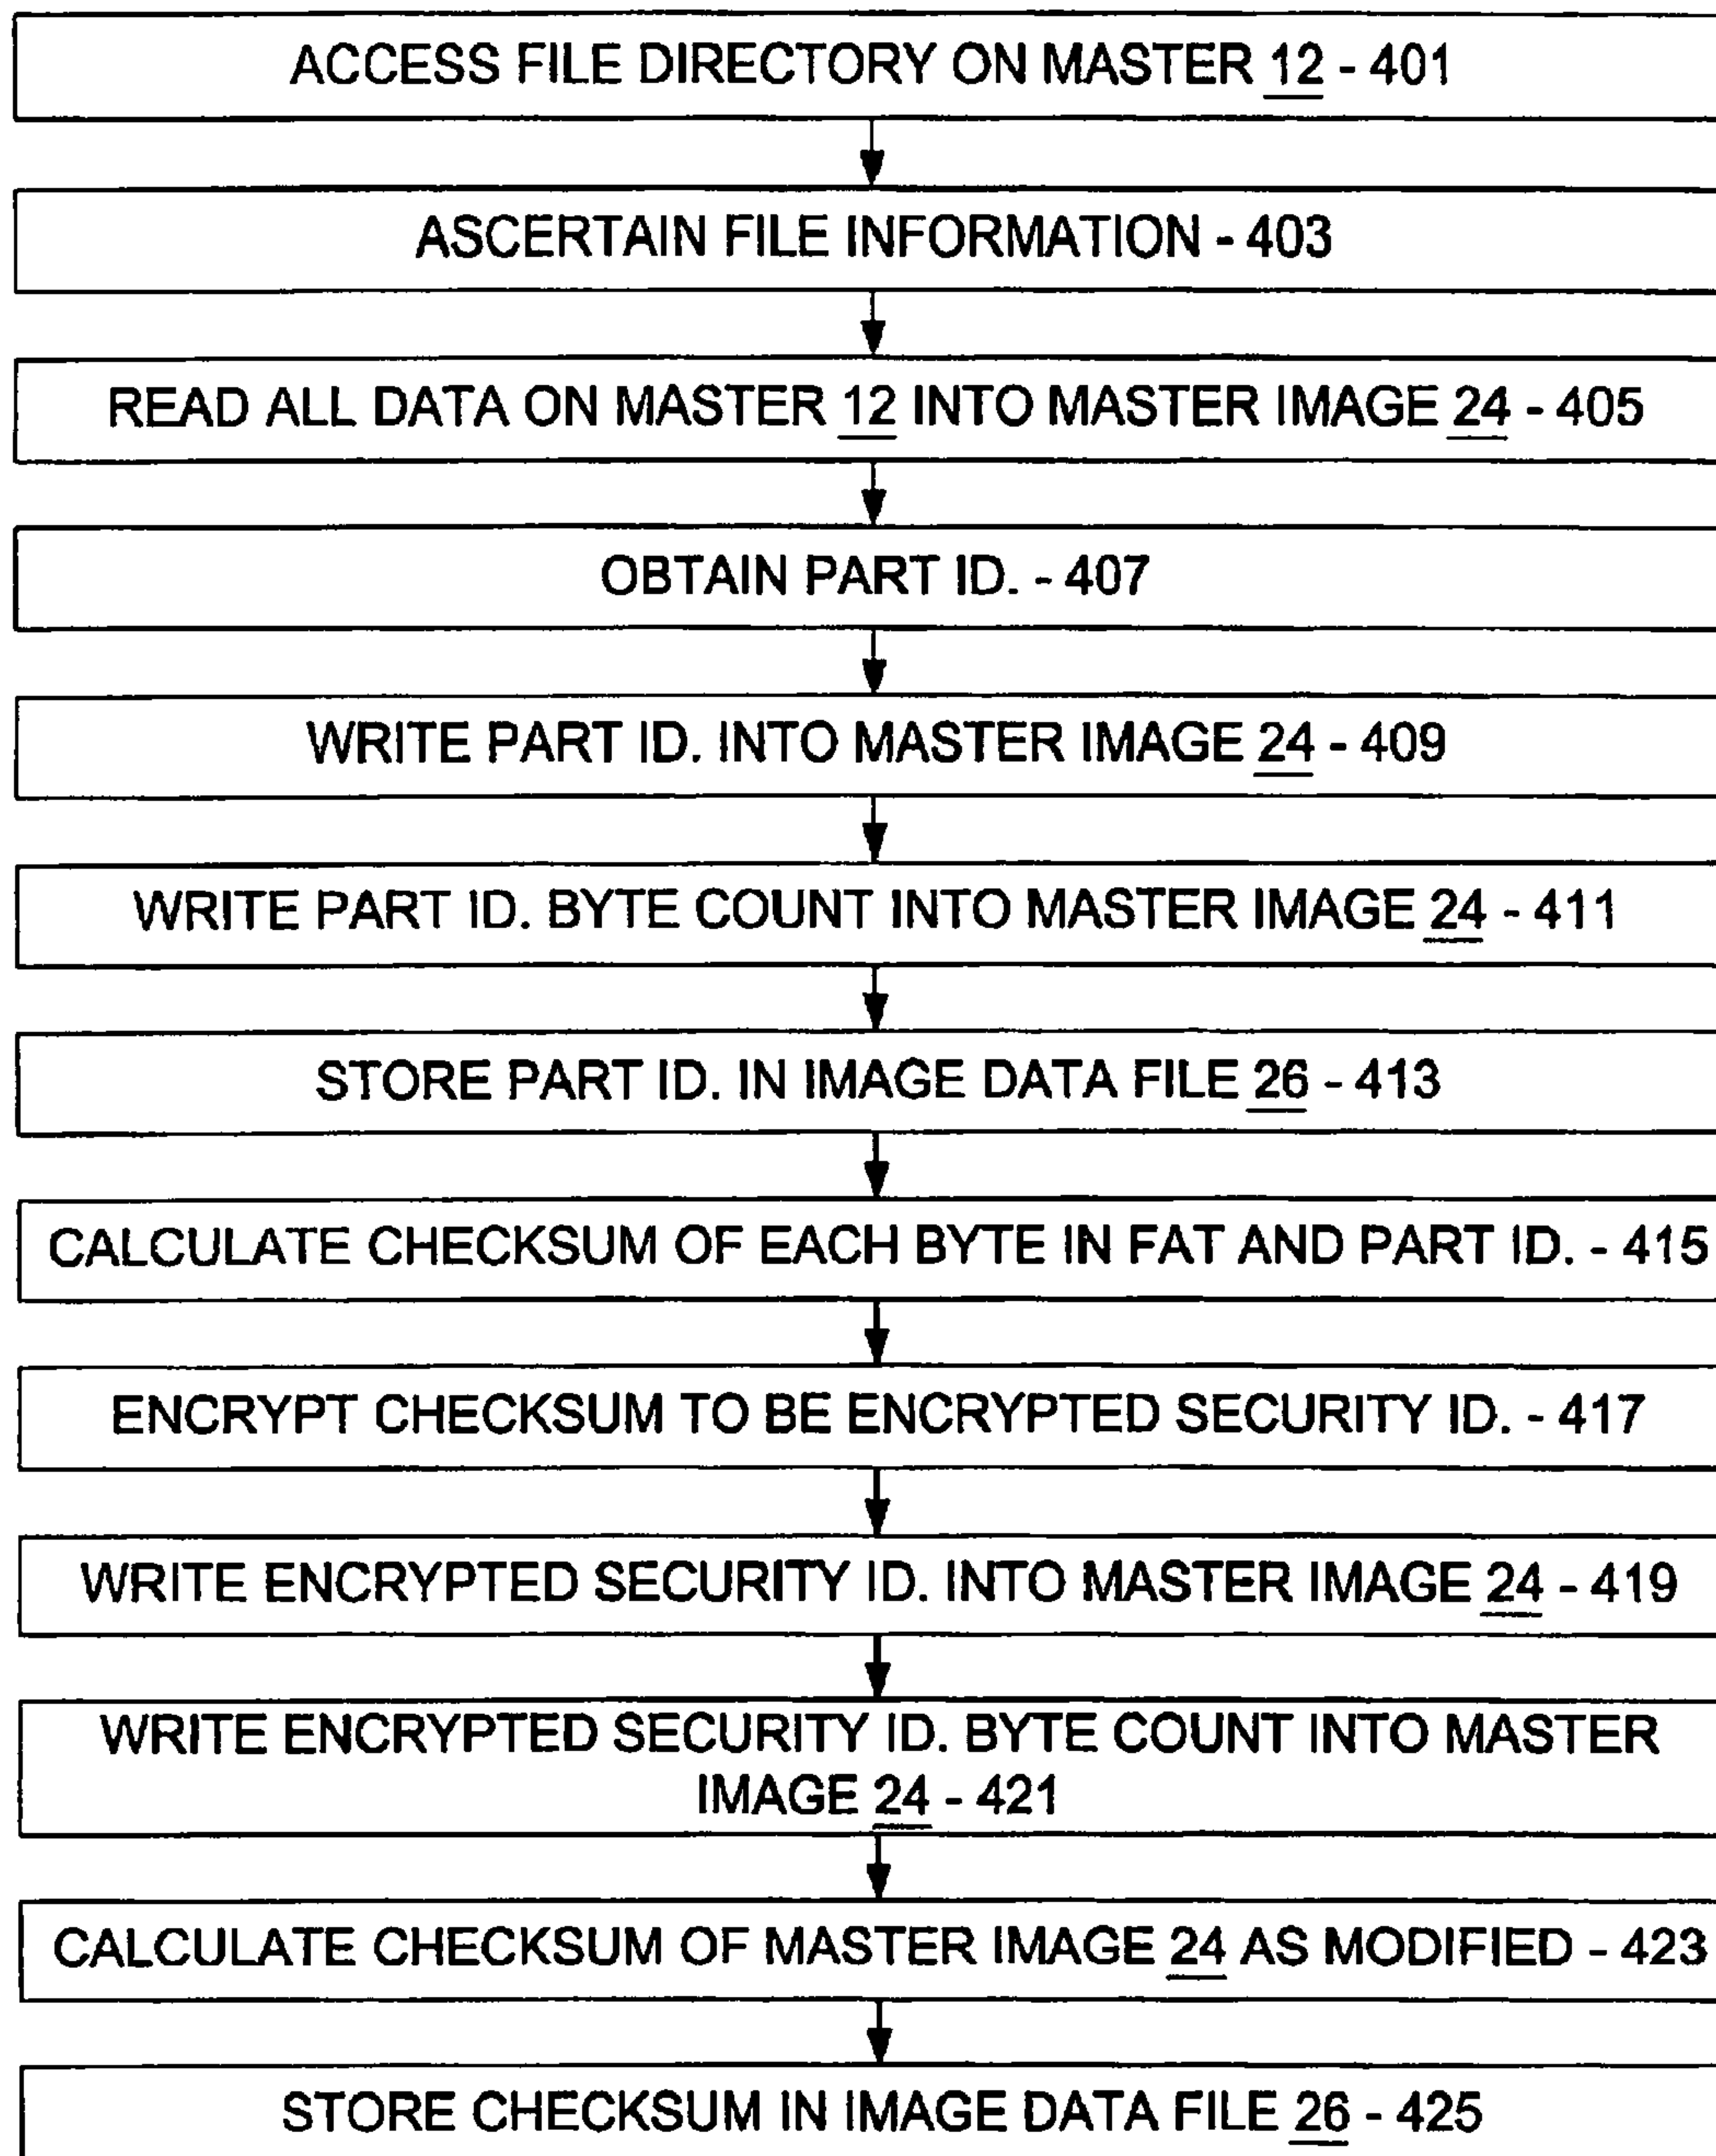 ACCESS FILE DIRECTORY ON MASTER 12 - 401
ASCERTAIN FILE INFORMATION - 403
READ ALL DATA ON MASTER 12 INTO MASTER IMAGE 24 - 405
OBTAIN PART ID. - 407
WRITE PART ID. INTO MASTER IMAGE 24 - 409
WRITE PART ID. BYTE COUNT INTO MASTER IMAGE 24 - 411
STORE PART ID. IN IMAGE DATA FILE 26 - 413
CALCULATE CHECKSUM OF EACH BYTE IN FAT AND PART ID. - 415
ENCRYPT CHECKSUM TO BE ENCRYPTED SECURITY ID. - 417
WRITE ENCRYPTED SECURITY ID. INTO MASTER IMAGE 24 - 419
WRITE ENCRYPTED SECURITY ID. BYTE COUNT INTO MASTER
IMAGE 24 - 421
CALCULATE CHECKSUM OF MASTER IMAGE 24 AS MODIFIED - 423
STORE CHECKSUM IN IMAGE DATA FILE 26 - 425